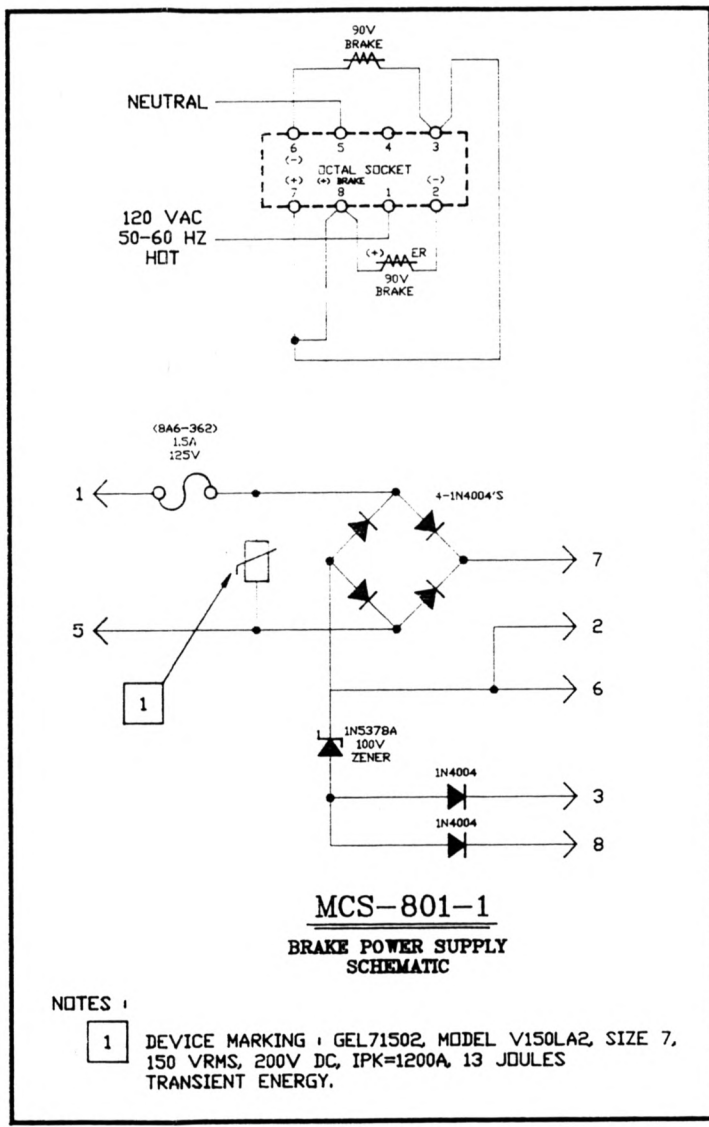 90V
BRAKE
NEUTRAL
6 5 4 3
(-)
OCTAL SOCKET
(+) (+) BRAKE (-)
7 8 1 2
120 VAC
50-60 HZ
HOT
(+) ER
90V
BRAKE
(8A6-362)
1.5A
125V
1
4-1N4004'S
7
5
2
6
1
1N5378A
100V
ZENER
1N4004
3
1N4004
8
MCS-801-1
BRAKE POWER SUPPLY
SCHEMATIC
NOTES :
1 DEVICE MARKING : GEL71502, MODEL V150LA2, SIZE 7,
150 VRMS, 200V DC, IPK=1200A, 13 JOULES
TRANSIENT ENERGY.